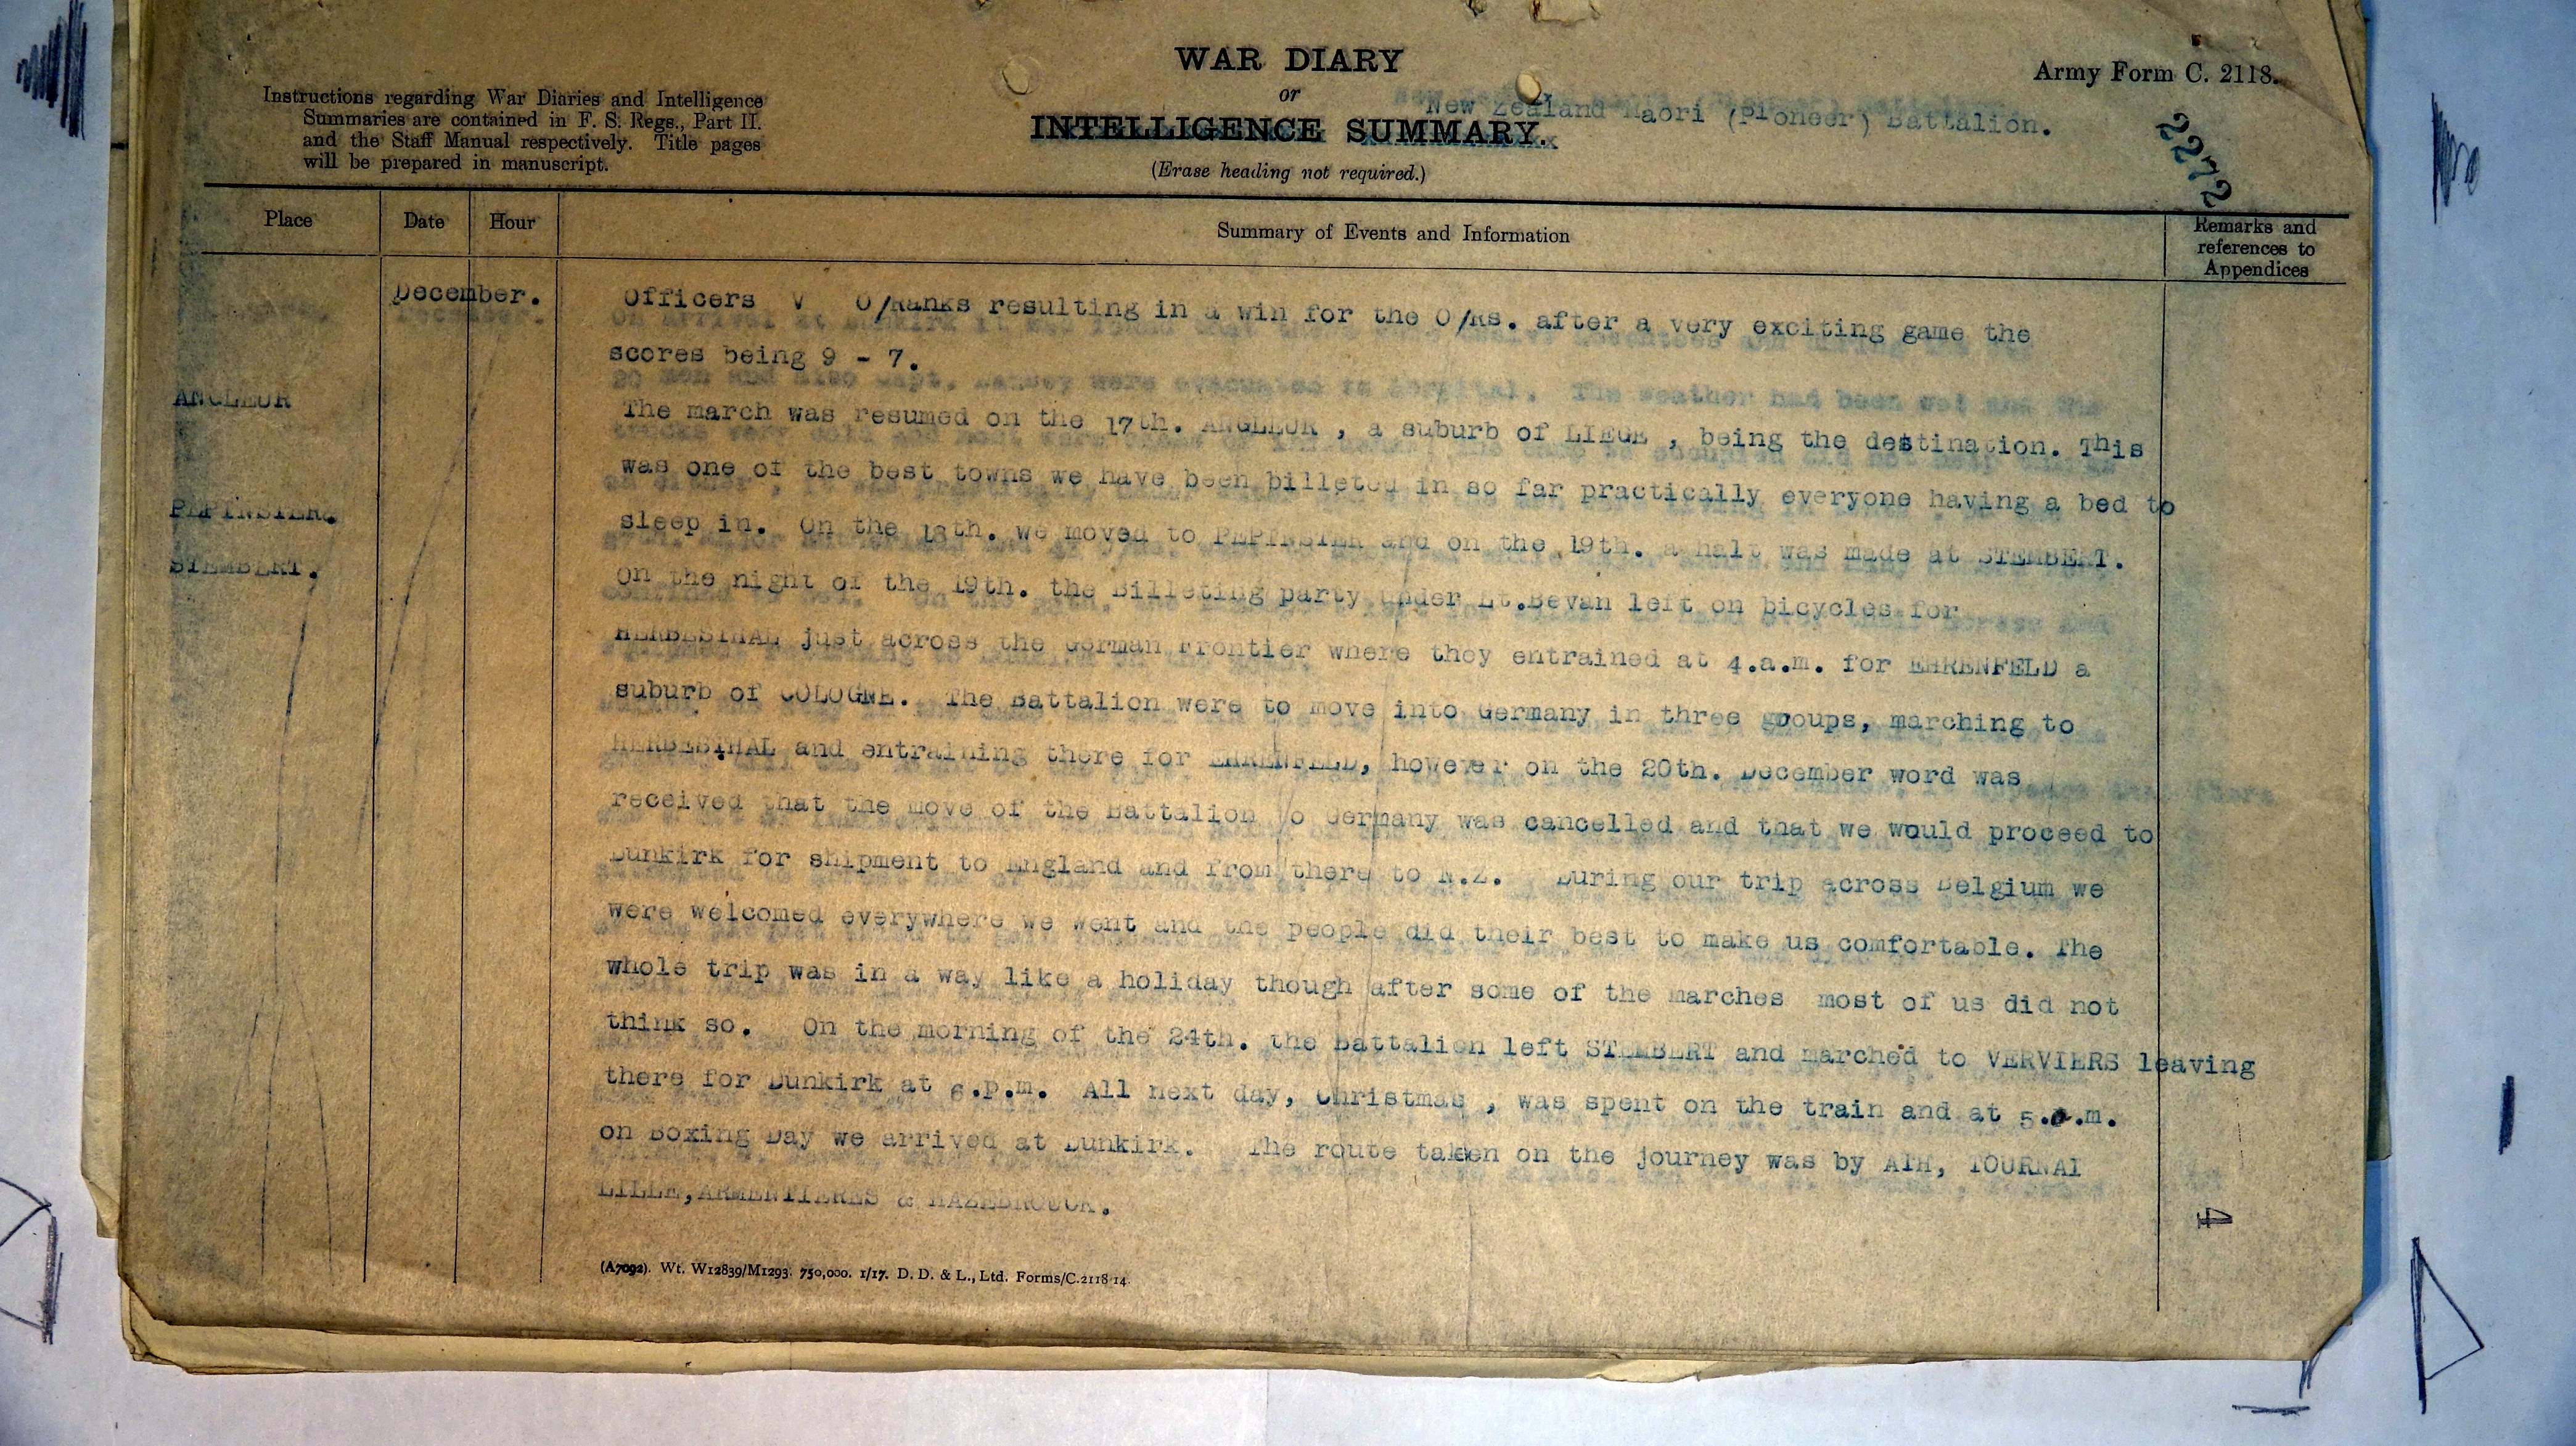 WAR DIARY
or
INTELLIGENCE SUMMARY.
(Erase heading not required.)
Instructions regarding War Diaries and Intelligence
Summaries are contained in F. S. Regs., Part II.
and the Staff Manual respectively. Title pages
will be prepared in manuscript.
New Zealand Maori (Pioneer) Battalion.
Army Form C. 2118.
2272
Place
Date
Hour
Summary of Events and Information
Remarks and
references to
Appendices
December.
Officers V O/Ranks resulting in a win for the O/Rs. after a very exciting game the
scores being 9 - 7.
ANGLEUR
The march was resumed on the 17th. ANGLEUR , a suburb of LIEGE , being the destination. This
was one of the best towns we have been billeted in so far practically everyone having a bed to
PEPINSTER.
sleep in. On the 18th. we moved to PEPINSTER and on the 19th. a halt was made at STEMBERT.
STEMBERT.
On the night of the 19th. the Billeting party under Lt.Bevan left on bicycles for
HERBESTHAL just across the German Frontier where they entrained at 4.a.m. for EHRENFELD a
suburb of COLOGNE. The Battalion were to move into Germany in three groups, marching to
HERBESTHAL and entraining there for EHRENFELD, however on the 20th. December word was
received that the move of the Battalion to Germany was cancelled and that we would proceed to
Dunkirk for shipment to England and from there to N.Z. During our trip across Belgium we
were welcomed everywhere we went and the people did their best to make us comfortable. The
whole trip was in a way like a holiday though after some of the marches most of us did not
think so. On the morning of the 24th. the Battalion left STEMBERT and marched to VERVIERS leaving
there for Dunkirk at 6.p.m. All next day, Christmas , was spent on the train and at 5.a.m.
on Boxing Day we arrived at Dunkirk. The route taken on the journey was by ATH, TOURNAI
LILLE,ARMENTIERES & HAZEBROUCK.
4
(A7092). Wt. W12839/M1293. 750,000. 1/17. D. D. & L., Ltd. Forms/C.2118/14.